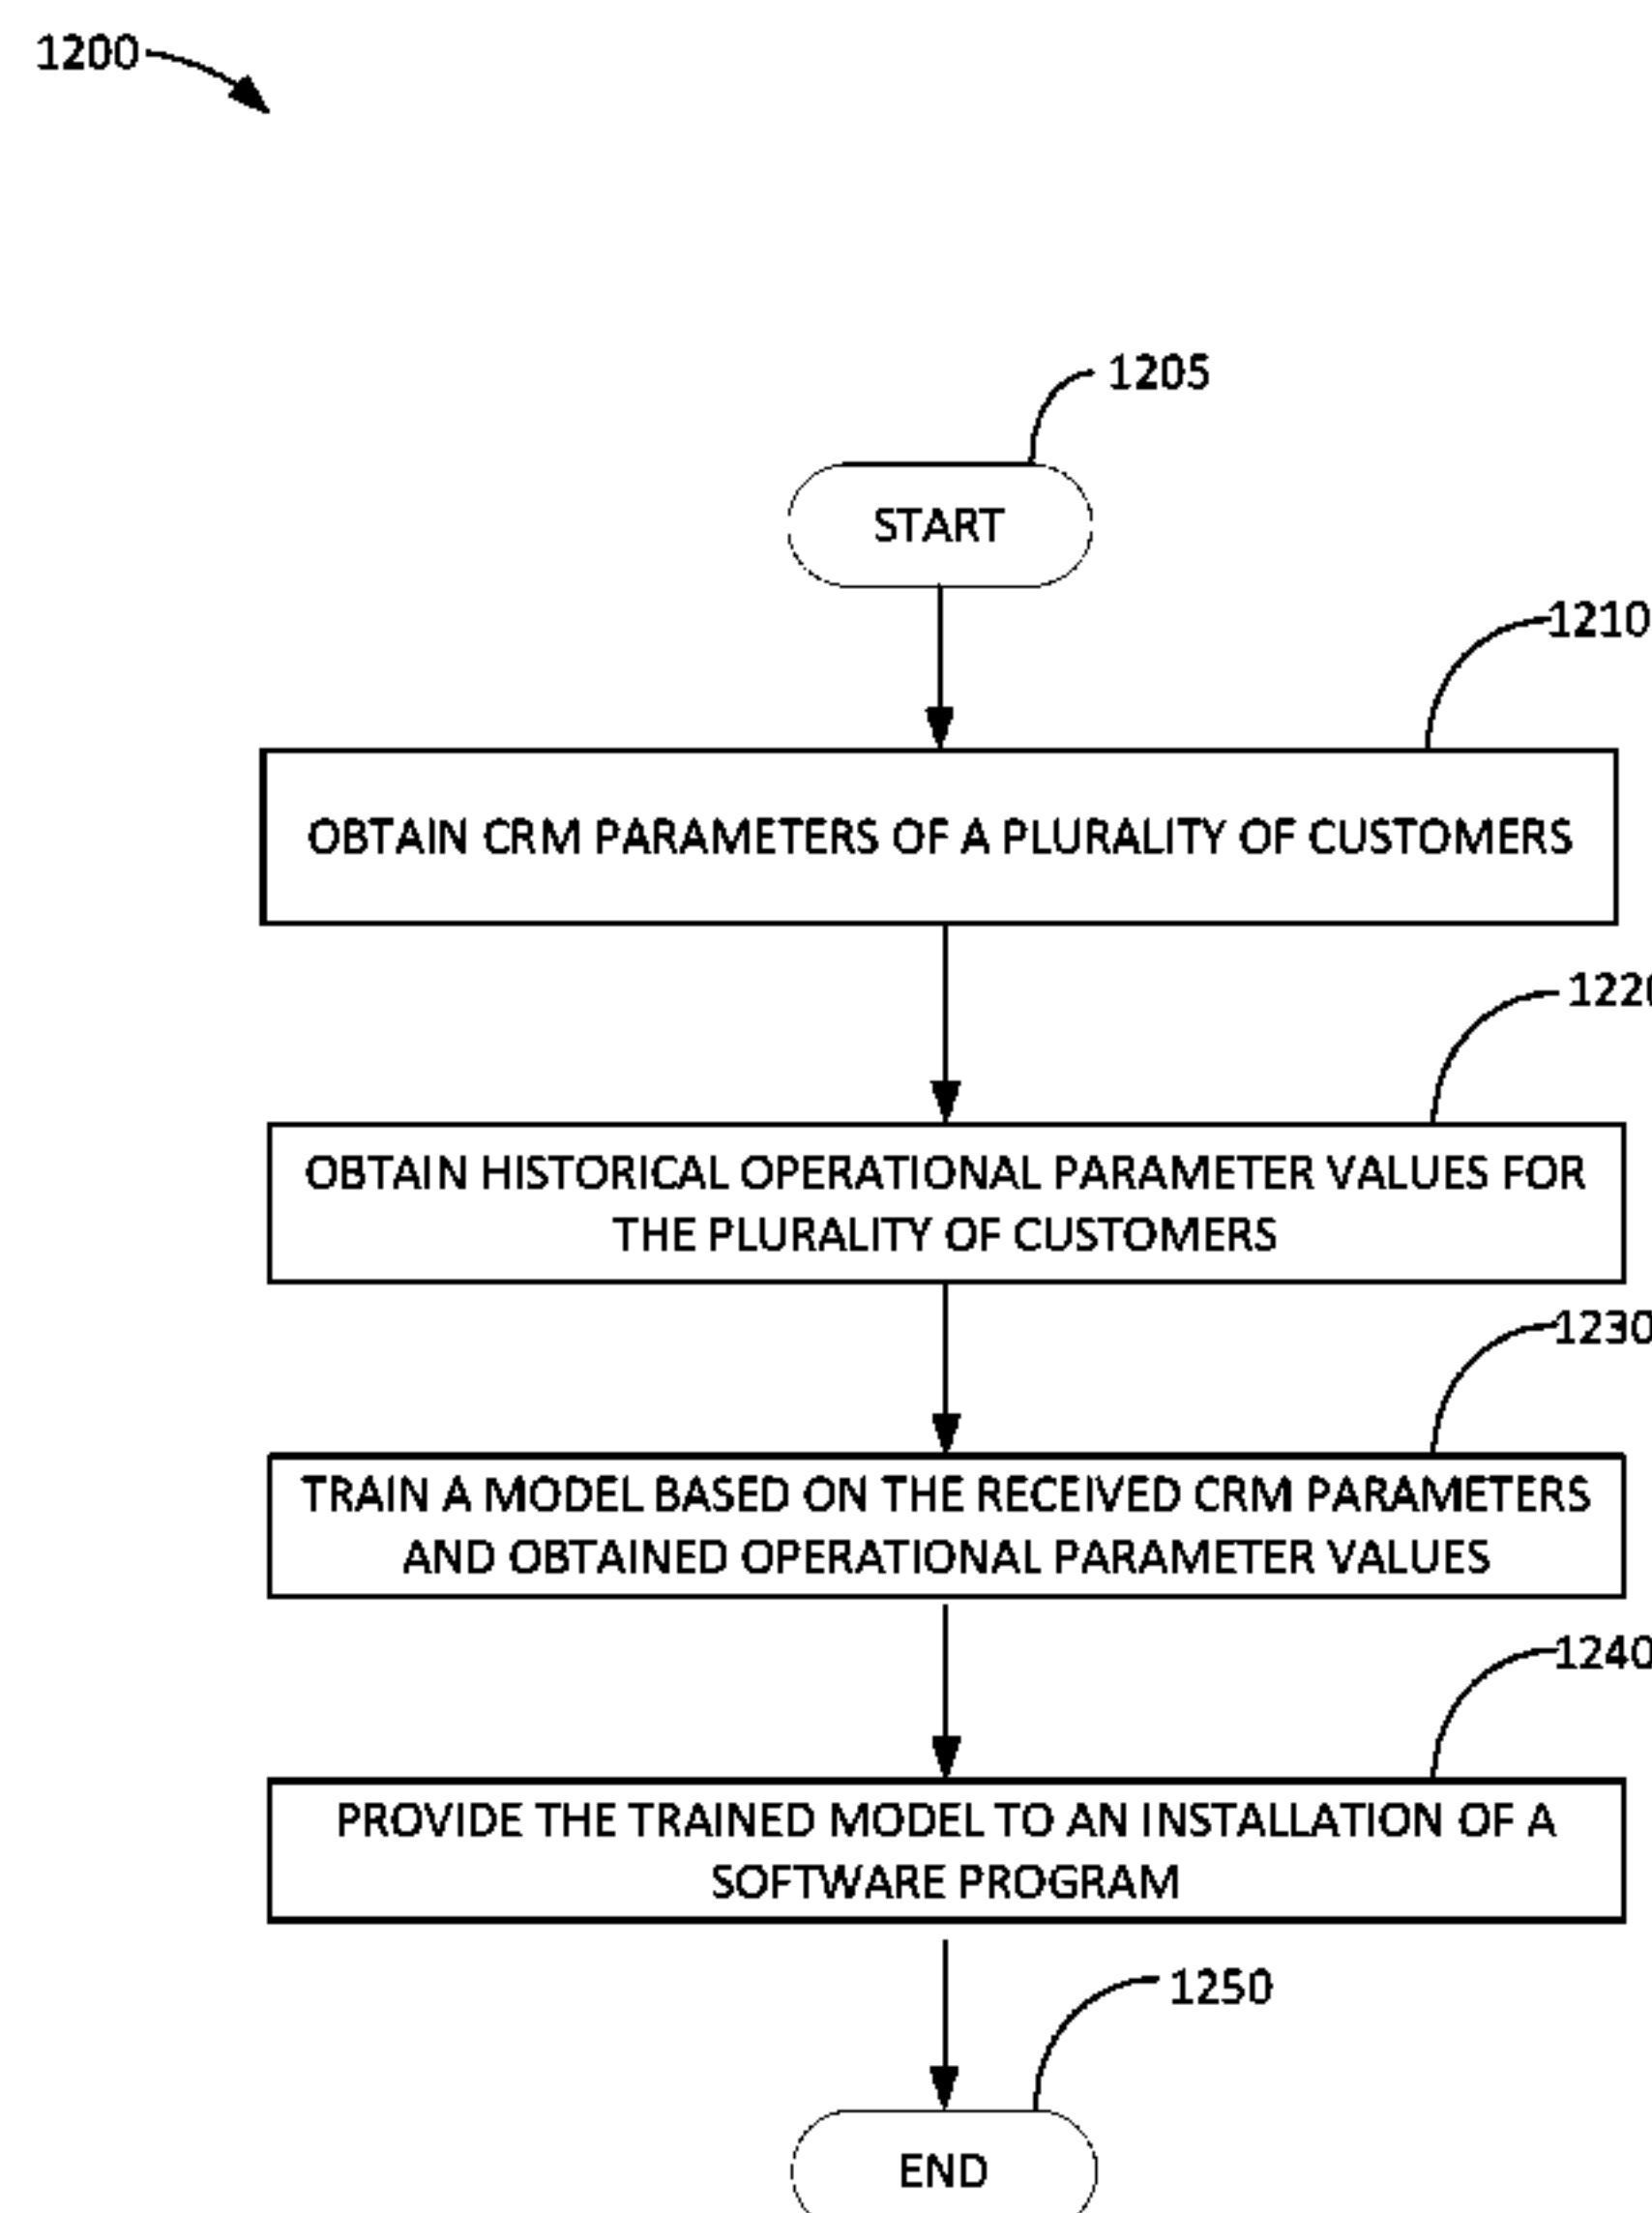 1200
1205
START
1210
OBTAIN CRM PARAMETERS OF A PLURALITY OF CUSTOMERS
1220
OBTAIN HISTORICAL OPERATIONAL PARAMETER VALUES FOR
THE PLURALITY OF CUSTOMERS
1230
TRAIN A MODEL BASED ON THE RECEIVED CRM PARAMETERS
AND OBTAINED OPERATIONAL PARAMETER VALUES
1240
PROVIDE THE TRAINED MODEL TO AN INSTALLATION OF A
SOFTWARE PROGRAM
1250
END